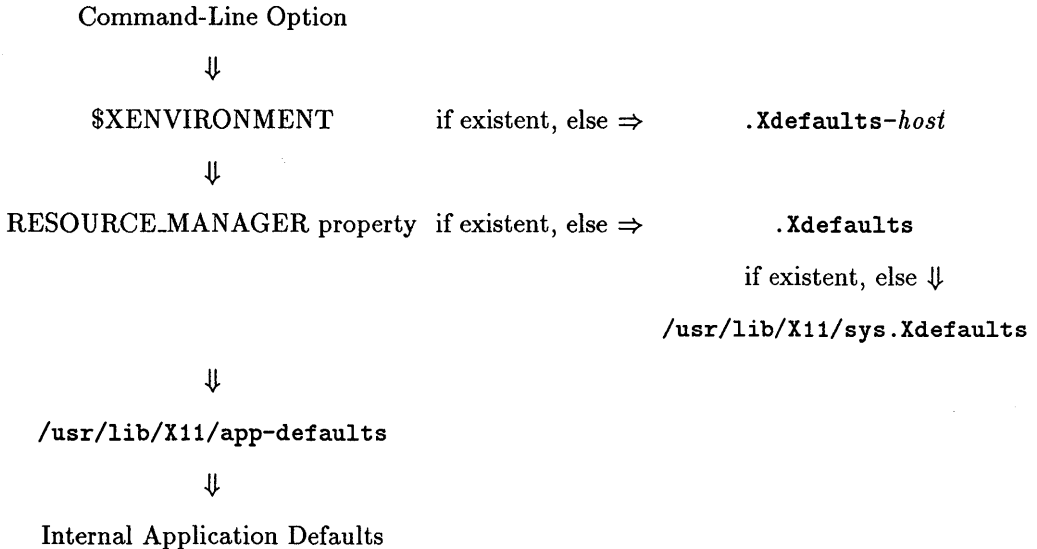 Command-Line Option
⇓
$XENVIRONMENT if existent, else ⇒ .Xdefaults-host
⇓
RESOURCE_MANAGER property if existent, else ⇒ .Xdefaults
if existent, else ⇓
/usr/lib/X11/sys.Xdefaults
⇓
/usr/lib/X11/app-defaults
⇓
Internal Application Defaults